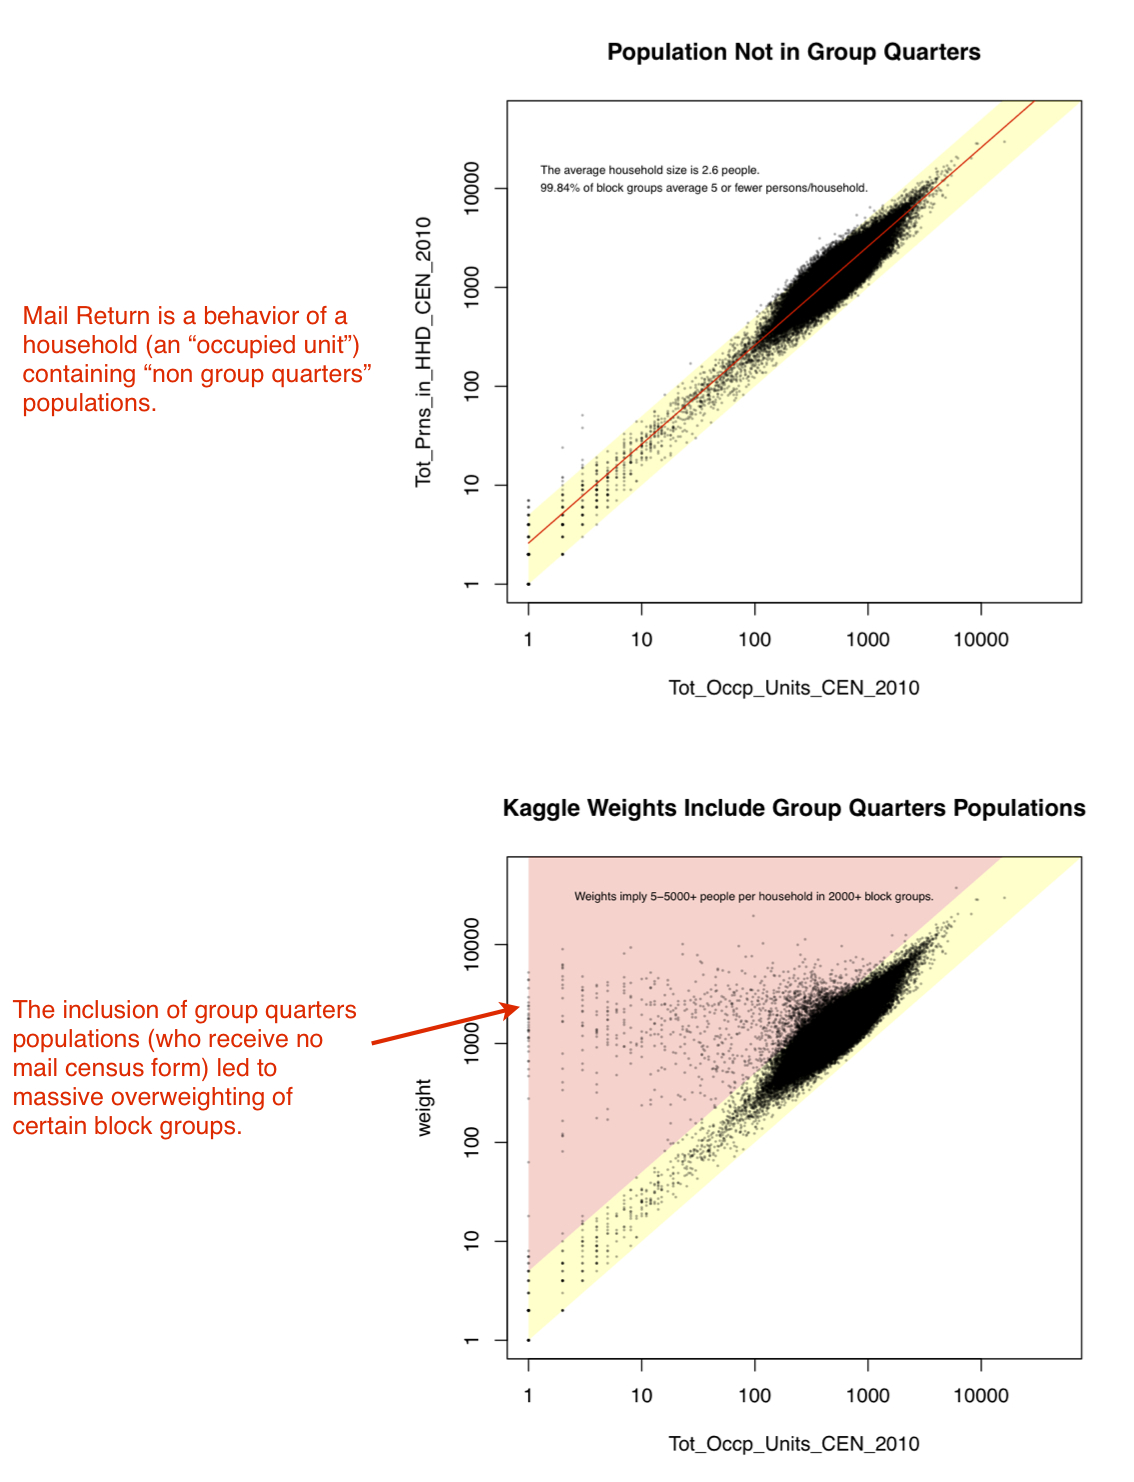 Population Not in Group Quarters
The average household size is 2.6 people.
99.84% of block groups average 5 or fewer persons/household.
Mail Return is a behavior of a
household (an “occupied unit”)
containing “non group quarters”
populations.
Tot_Prns_in_HHD_CEN_2010
10000
1000
100
10
1
1 10 100 1000 10000
Tot_Occp_Units_CEN_2010
Kaggle Weights Include Group Quarters Populations
Weights imply 5–5000+ people per household in 2000+ block groups.
The inclusion of group quarters
populations (who receive no
mail census form) led to
massive overweighting of
certain block groups.
weight
10000
1000
100
10
1
1 10 100 1000 10000
Tot_Occp_Units_CEN_2010